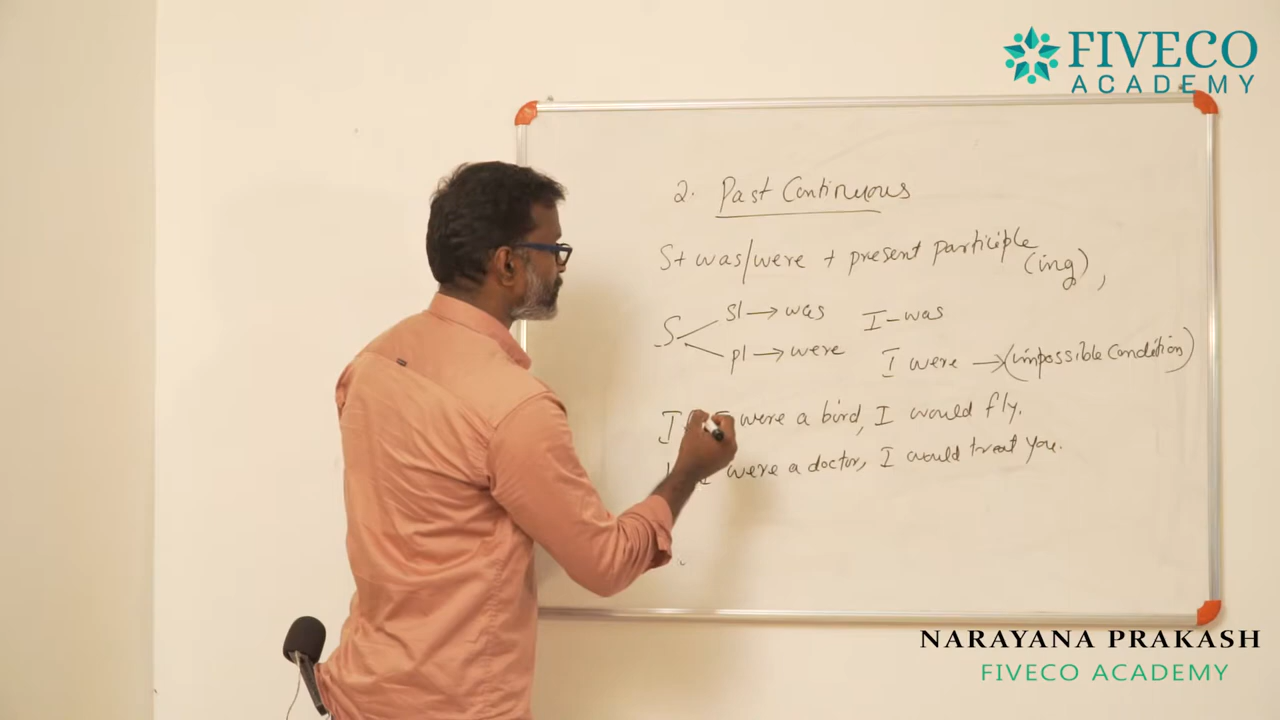 FIVECO
ACADEMY
2. Past Continuous
S+ was/were + present participle (ing),
S sl → was I - was
pl → were I were → (impossible condition)
I were a bird, I would fly.
I were a doctor, I would treat you.
NARAYANA PRAKASH
FIVECO ACADEMY